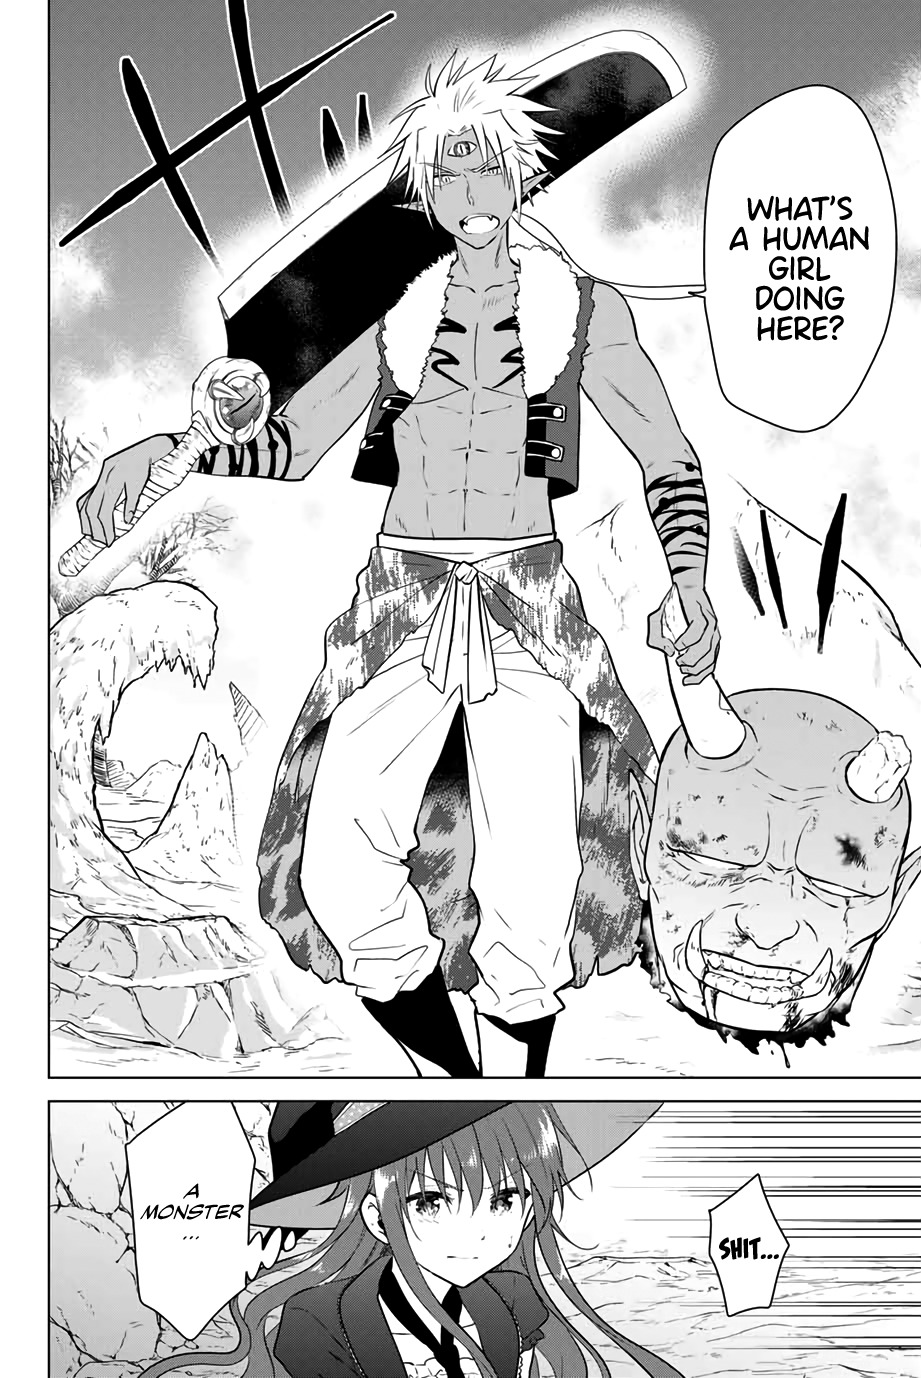 WHAT'S
A HUMAN
GIRL
DOING
HERE?
SHIT...
A
MONSTER
...